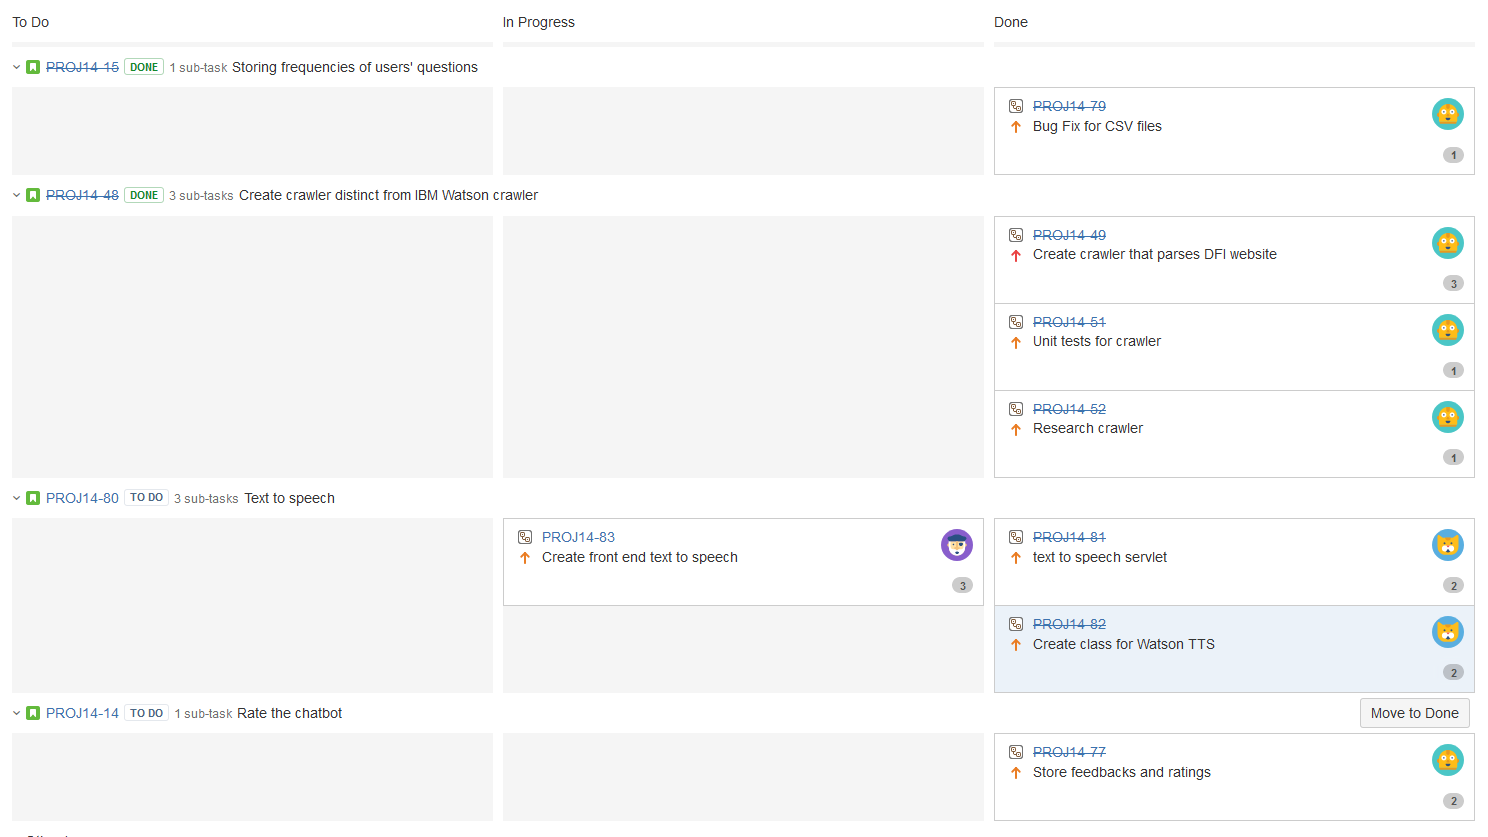 To Do
In Progress
Done
PROJ14-15 DONE 1 sub-task Storing frequencies of users' questions
PROJ14-79
Bug Fix for CSV files
1
PROJ14-48 DONE 3 sub-tasks Create crawler distinct from IBM Watson crawler
PROJ14-49
Create crawler that parses DFI website
3
PROJ14-51
Unit tests for crawler
1
PROJ14-52
Research crawler
1
PROJ14-80 TO DO 3 sub-tasks Text to speech
PROJ14-83
Create front end text to speech
3
PROJ14-81
text to speech servlet
2
PROJ14-82
Create class for Watson TTS
2
PROJ14-14 TO DO 1 sub-task Rate the chatbot
Move to Done
PROJ14-77
Store feedbacks and ratings
2